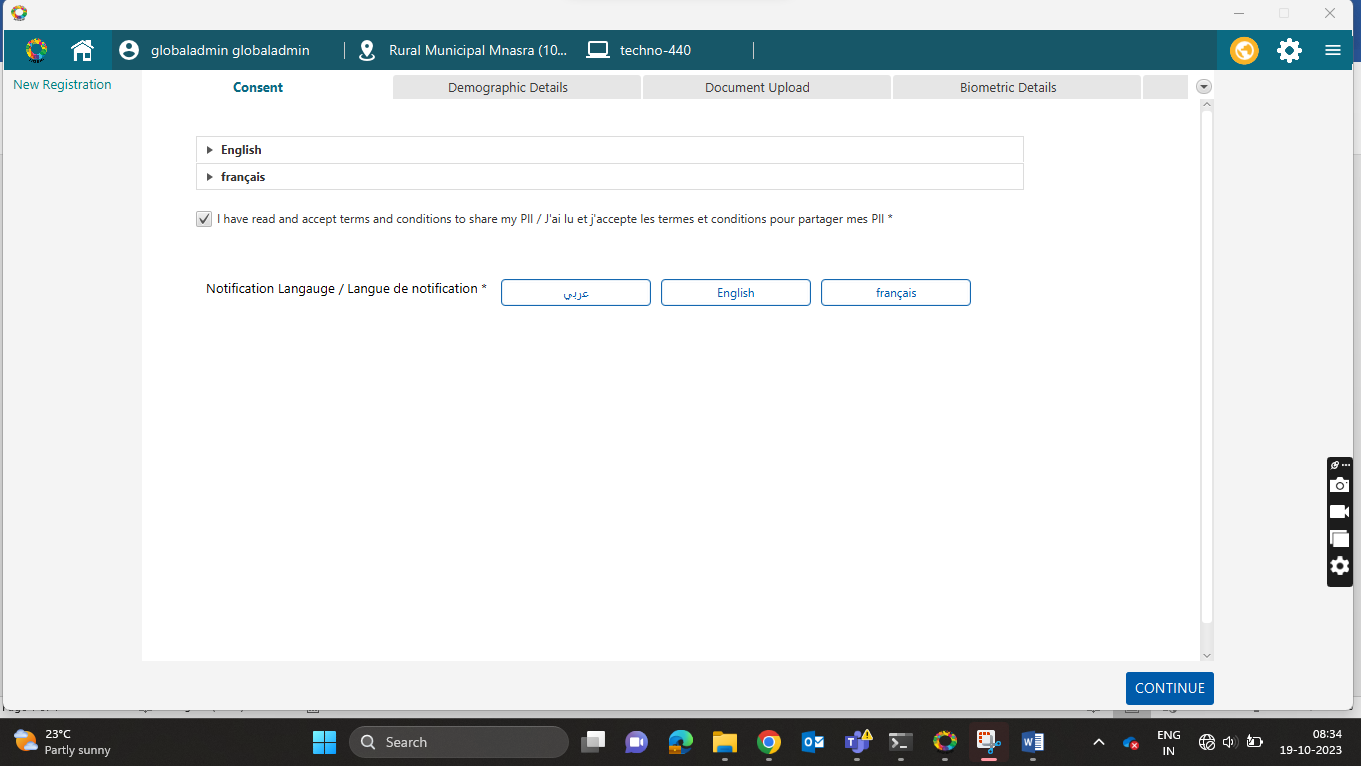 globaladmin globaladmin
Rural Municipal Mnasra (10...
techno-440
New Registration
Consent
Demographic Details
Document Upload
Biometric Details
English
français
I have read and accept terms and conditions to share my PII / J'ai lu et j'accepte les termes et conditions pour partager mes PII *
Notification Langauge / Langue de notification *
عربي
English
français
CONTINUE
23°C
Partly sunny
Search
ENG
IN
08:34
19-10-2023